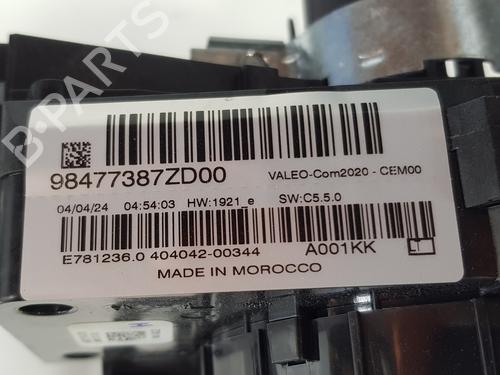 98477387ZD00 VALEO-Com2020 - CEM00
04/04/24 04:54:03 HW:1921_e SW:C5.5.0
E781236.0 404042-00344 A001KK
MADE IN MOROCCO
B-PARTS